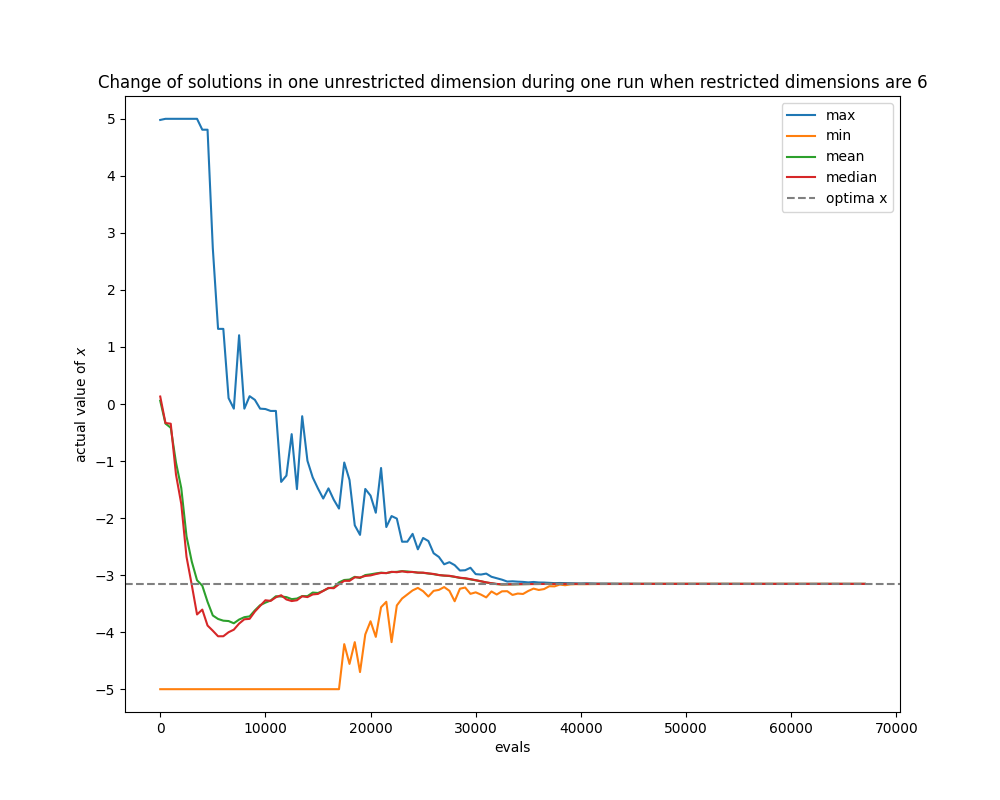 Change of solutions in one unrestricted dimension during one run when restricted dimensions are 6
max
min
mean
median
optima x
5
4
3
2
1
0
−1
−2
−3
−4
−5
actual value of x
0 10000 20000 30000 40000 50000 60000 70000
evals